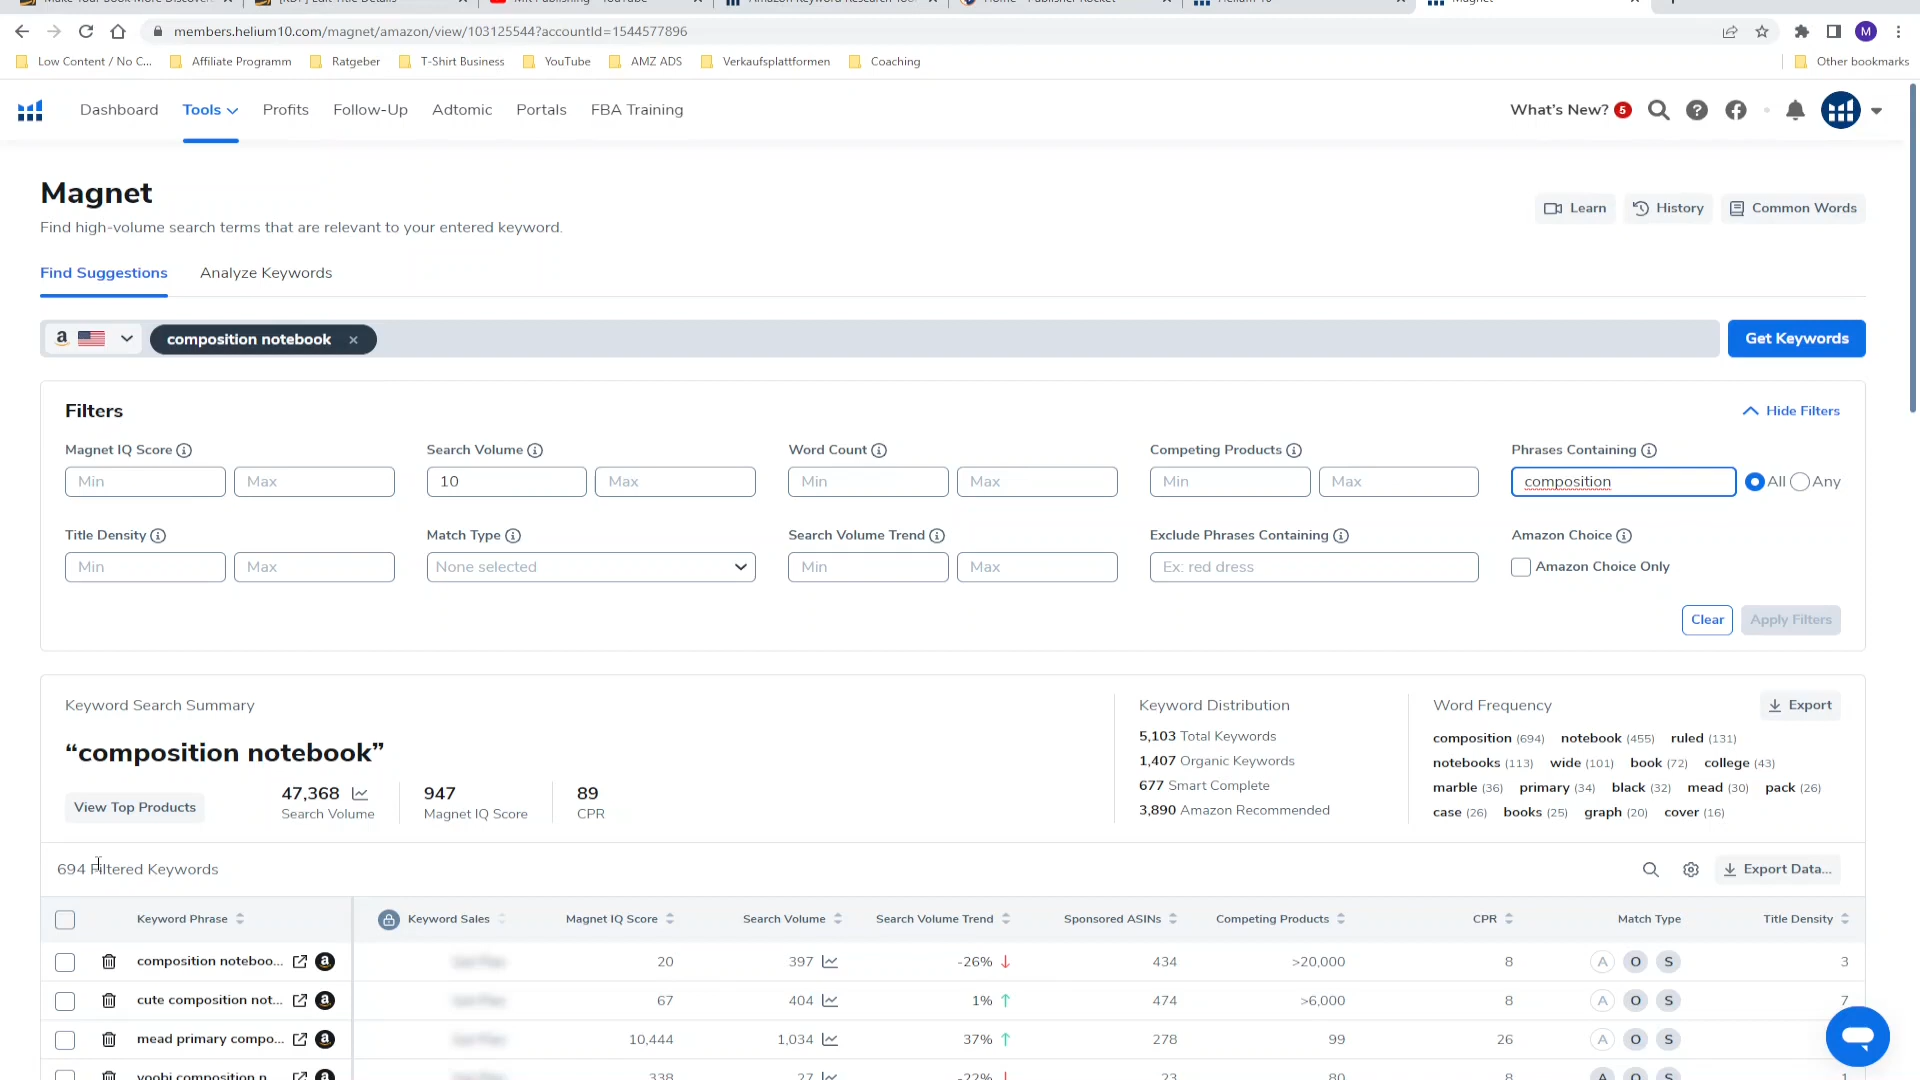 members.helium10.com/magnet/amazon/view/103125544?accountId=1544577896
M
Low Content / No C... Affiliate Programm Ratgeber T-Shirt Business YouTube AMZ ADS Verkaufsplattformen Coaching Other bookmarks
Dashboard Tools Profits Follow-Up Adtomic Portals FBA Training What's New? 5
Magnet
Find high-volume search terms that are relevant to your entered keyword.
Learn History Common Words
Find Suggestions Analyze Keywords
a composition notebook × Get Keywords
Filters Hide Filters
Magnet IQ Score Search Volume Word Count Competing Products Phrases Containing
Min Max 10 Max Min Max Min Max composition All Any
Title Density Match Type Search Volume Trend Exclude Phrases Containing Amazon Choice
Min Max None selected Min Max Ex: red dress Amazon Choice Only
Clear Apply Filters
Keyword Search Summary Keyword Distribution Word Frequency Export
“composition notebook”
5,103 Total Keywords
1,407 Organic Keywords
677 Smart Complete
3,890 Amazon Recommended
composition (694) notebook (455) ruled (131)
notebooks (113) wide (101) book (72) college (43)
marble (36) primary (34) black (32) mead (30) pack (26)
case (26) books (25) graph (20) cover (16)
View Top Products
47,368
Search Volume
947
Magnet IQ Score
89
CPR
694 Filtered Keywords Export Data...
Keyword Phrase Keyword Sales Magnet IQ Score Search Volume Search Volume Trend Sponsored ASINs Competing Products CPR Match Type Title Density
composition noteboo... a 20 397 -26% 434 >20,000 8 A O S 3
cute composition not... a 67 404 1% 474 >6,000 8 A O S 7
mead primary compo... a 10,444 1,034 37% 278 99 26 A O S
yoobi composition n... a 338 27 -22% 23 80 8 A O S 1